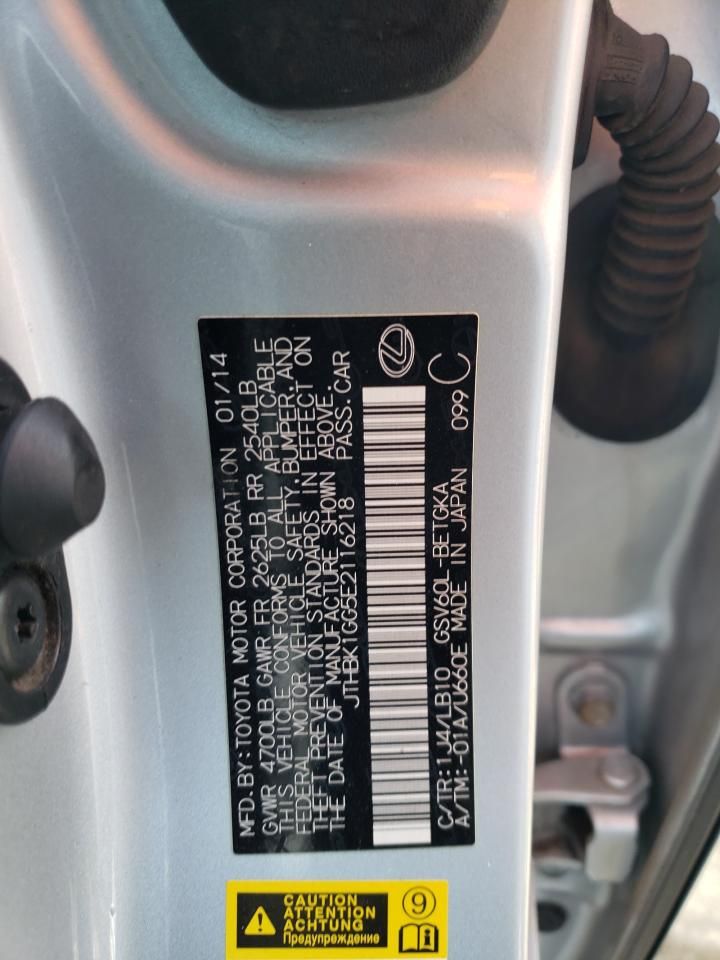 MFD. BY: TOYOTA MOTOR CORPORATION 01/14
GVWR 4700LB GAWR FR 2625LB RR 2540LB
THIS VEHICLE CONFORMS TO ALL APPLICABLE
FEDERAL MOTOR VEHICLE SAFETY, BUMPER, AND
THEFT PREVENTION STANDARDS IN EFFECT ON
THE DATE OF MANUFACTURE SHOWN ABOVE.
JTHBK1GG5E2116218 PASS. CAR
C/TR: 1J4/LB10 GSV60L-BETGKA
A/TM: -01A/U660E MADE IN JAPAN 099 C
CAUTION
ATTENTION
ACHTUNG
Предупреждение
9